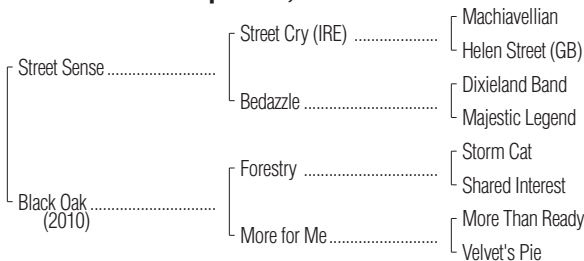 Machiavellian
Street Cry (IRE) ..................
Helen Street (GB)
Street Sense ........................
Dixieland Band
Bedazzle ............................
Majestic Legend
Storm Cat
Forestry ............................
Shared Interest
Black Oak ............................
(2010)
More Than Ready
More for Me ........................
Velvet's Pie